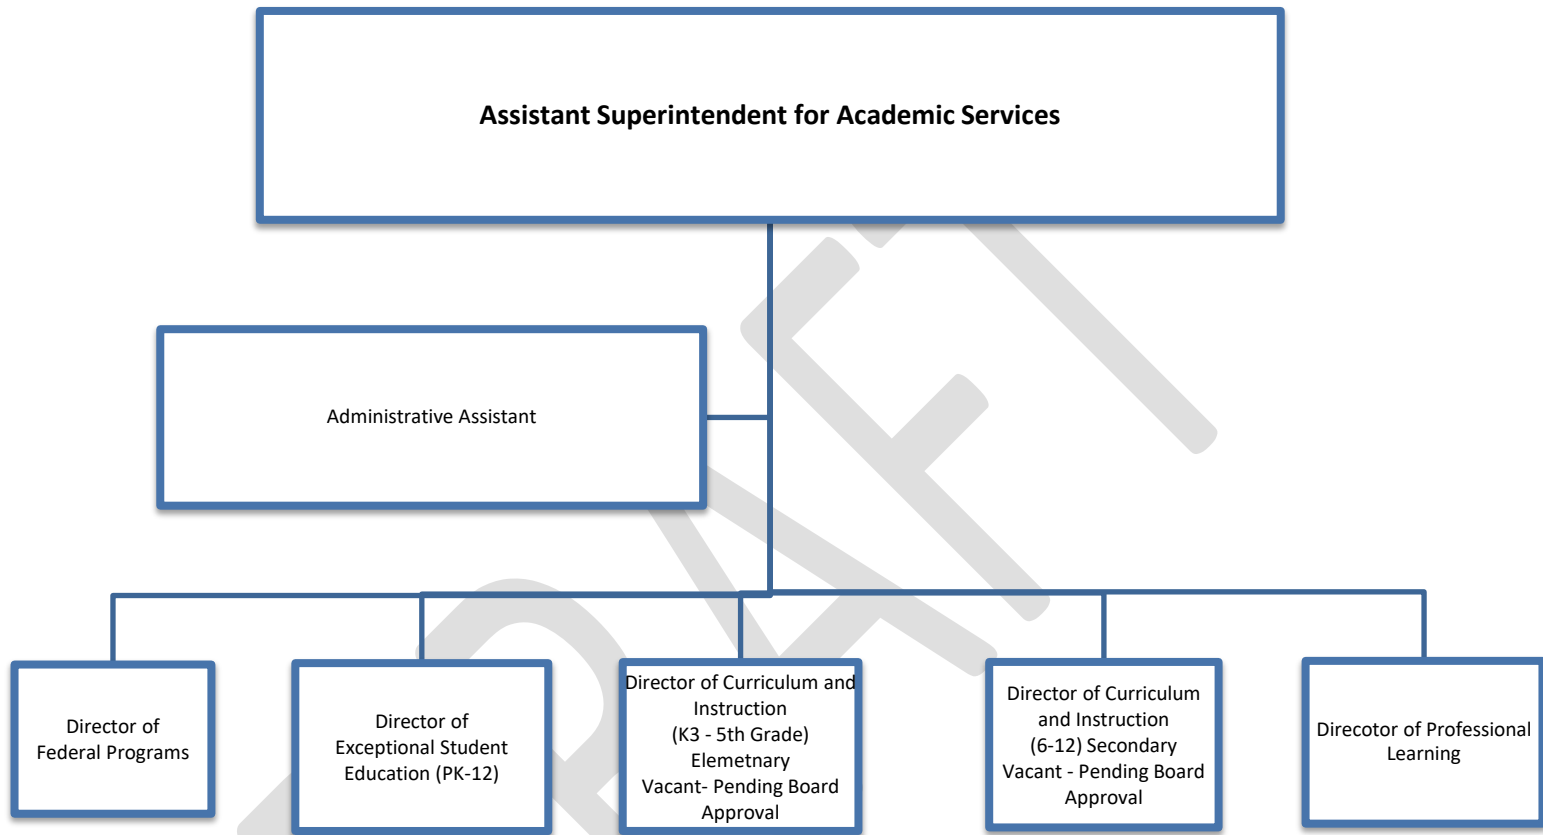 Assistant Superintendent for Academic Services
Administrative Assistant
Director of
Federal Programs
Director of
Exceptional Student
Education (PK-12)
Director of Curriculum and
Instruction
(K3 - 5th Grade)
Elemetnary
Vacant- Pending Board
Approval
Director of Curriculum
and Instruction
(6-12) Secondary
Vacant - Pending Board
Approval
Direcotor of Professional
Learning
DRAFT